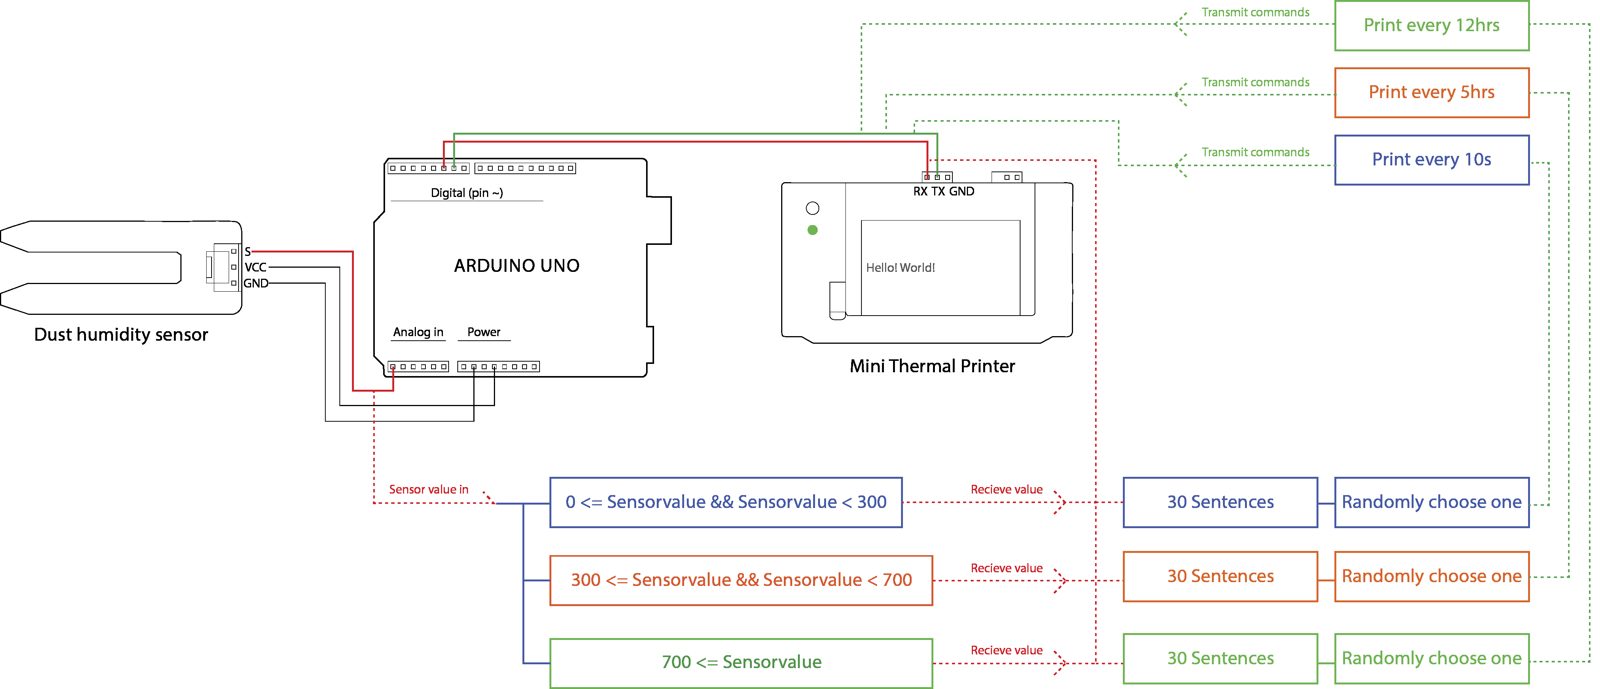 Transmit commands
Print every 12hrs
Transmit commands
Print every 5hrs
Transmit commands
Print every 10s
Digital (pin ~)
RX TX GND
S
VCC
GND
ARDUINO UNO
Hello! World!
Dust humidity sensor
Analog in
Power
Mini Thermal Printer
Sensor value in
0 <= Sensorvalue && Sensorvalue < 300
Recieve value
30 Sentences
Randomly choose one
300 <= Sensorvalue && Sensorvalue < 700
Recieve value
30 Sentences
Randomly choose one
700 <= Sensorvalue
Recieve value
30 Sentences
Randomly choose one